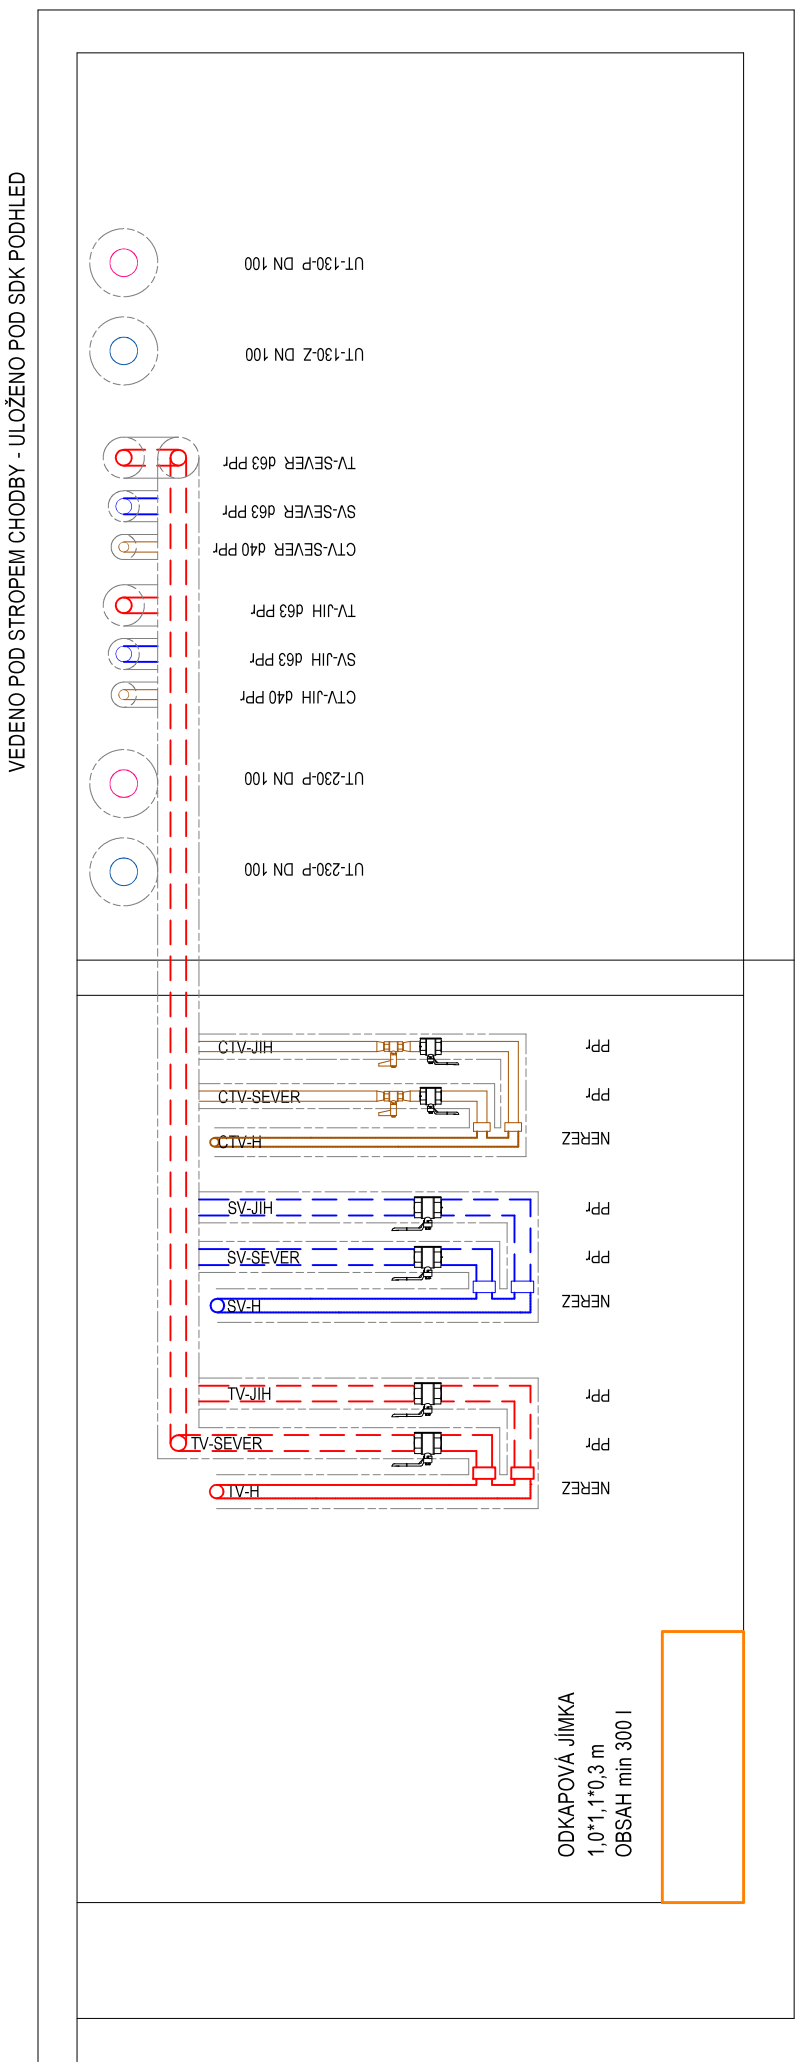 VEDENO POD STROPEM CHODBY - ULOŽENO POD SDK PODHLED
UT-130-P DN 100
UT-130-Z DN 100
TV-SEVER d63 PPr
SV-SEVER d63 PPr
CTV-SEVER d40 PPr
TV-JIH d63 PPr
SV-JIH d63 PPr
CTV-JIH d40 PPr
UT-230-P DN 100
UT-230-P DN 100
CTV-JIH
PPr
CTV-SEVER
PPr
CTV-H
NEREZ
SV-JIH
PPr
SV-SEVER
PPr
SV-H
NEREZ
TV-JIH
PPr
TV-SEVER
PPr
TV-H
NEREZ
ODKAPOVÁ JÍMKA
1,0*1,1*0,3 m
OBSAH min 300 l